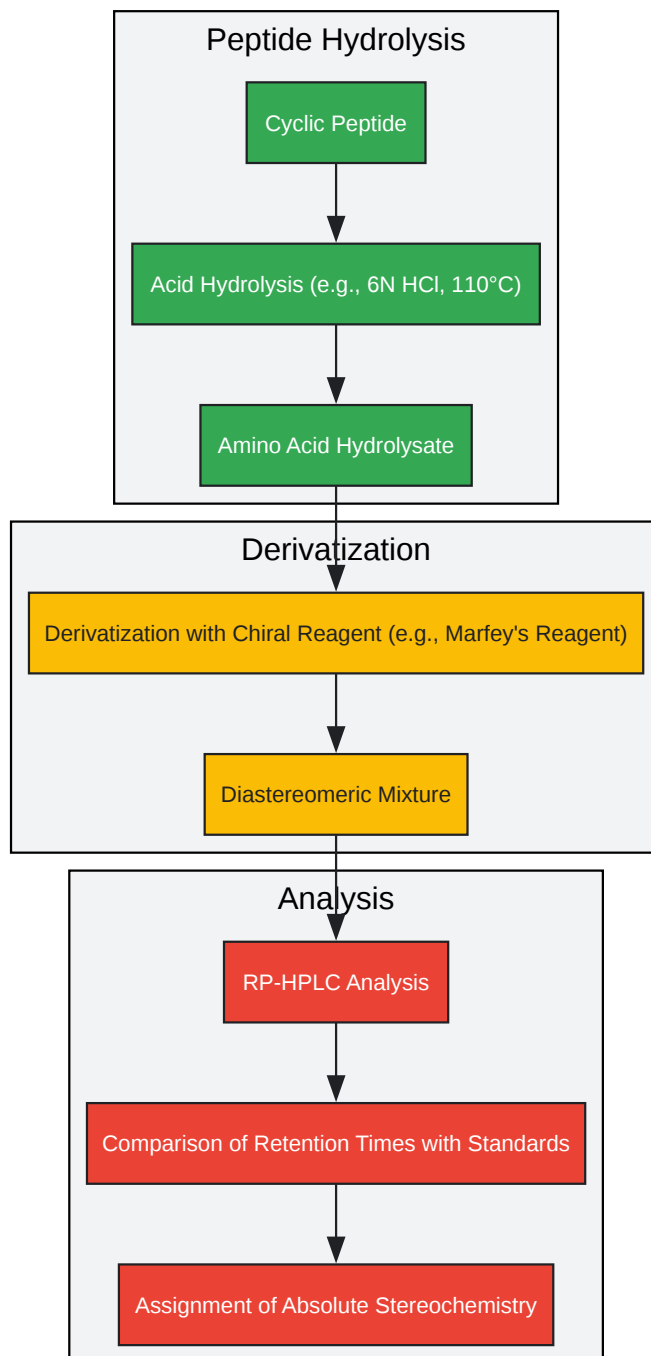 Peptide Hydrolysis
Cyclic Peptide
Acid Hydrolysis (e.g., 6N HCl, 110°C)
Amino Acid Hydrolysate
Derivatization
Derivatization with Chiral Reagent (e.g., Marfey's Reagent)
Diastereomeric Mixture
Analysis
RP-HPLC Analysis
Comparison of Retention Times with Standards
Assignment of Absolute Stereochemistry